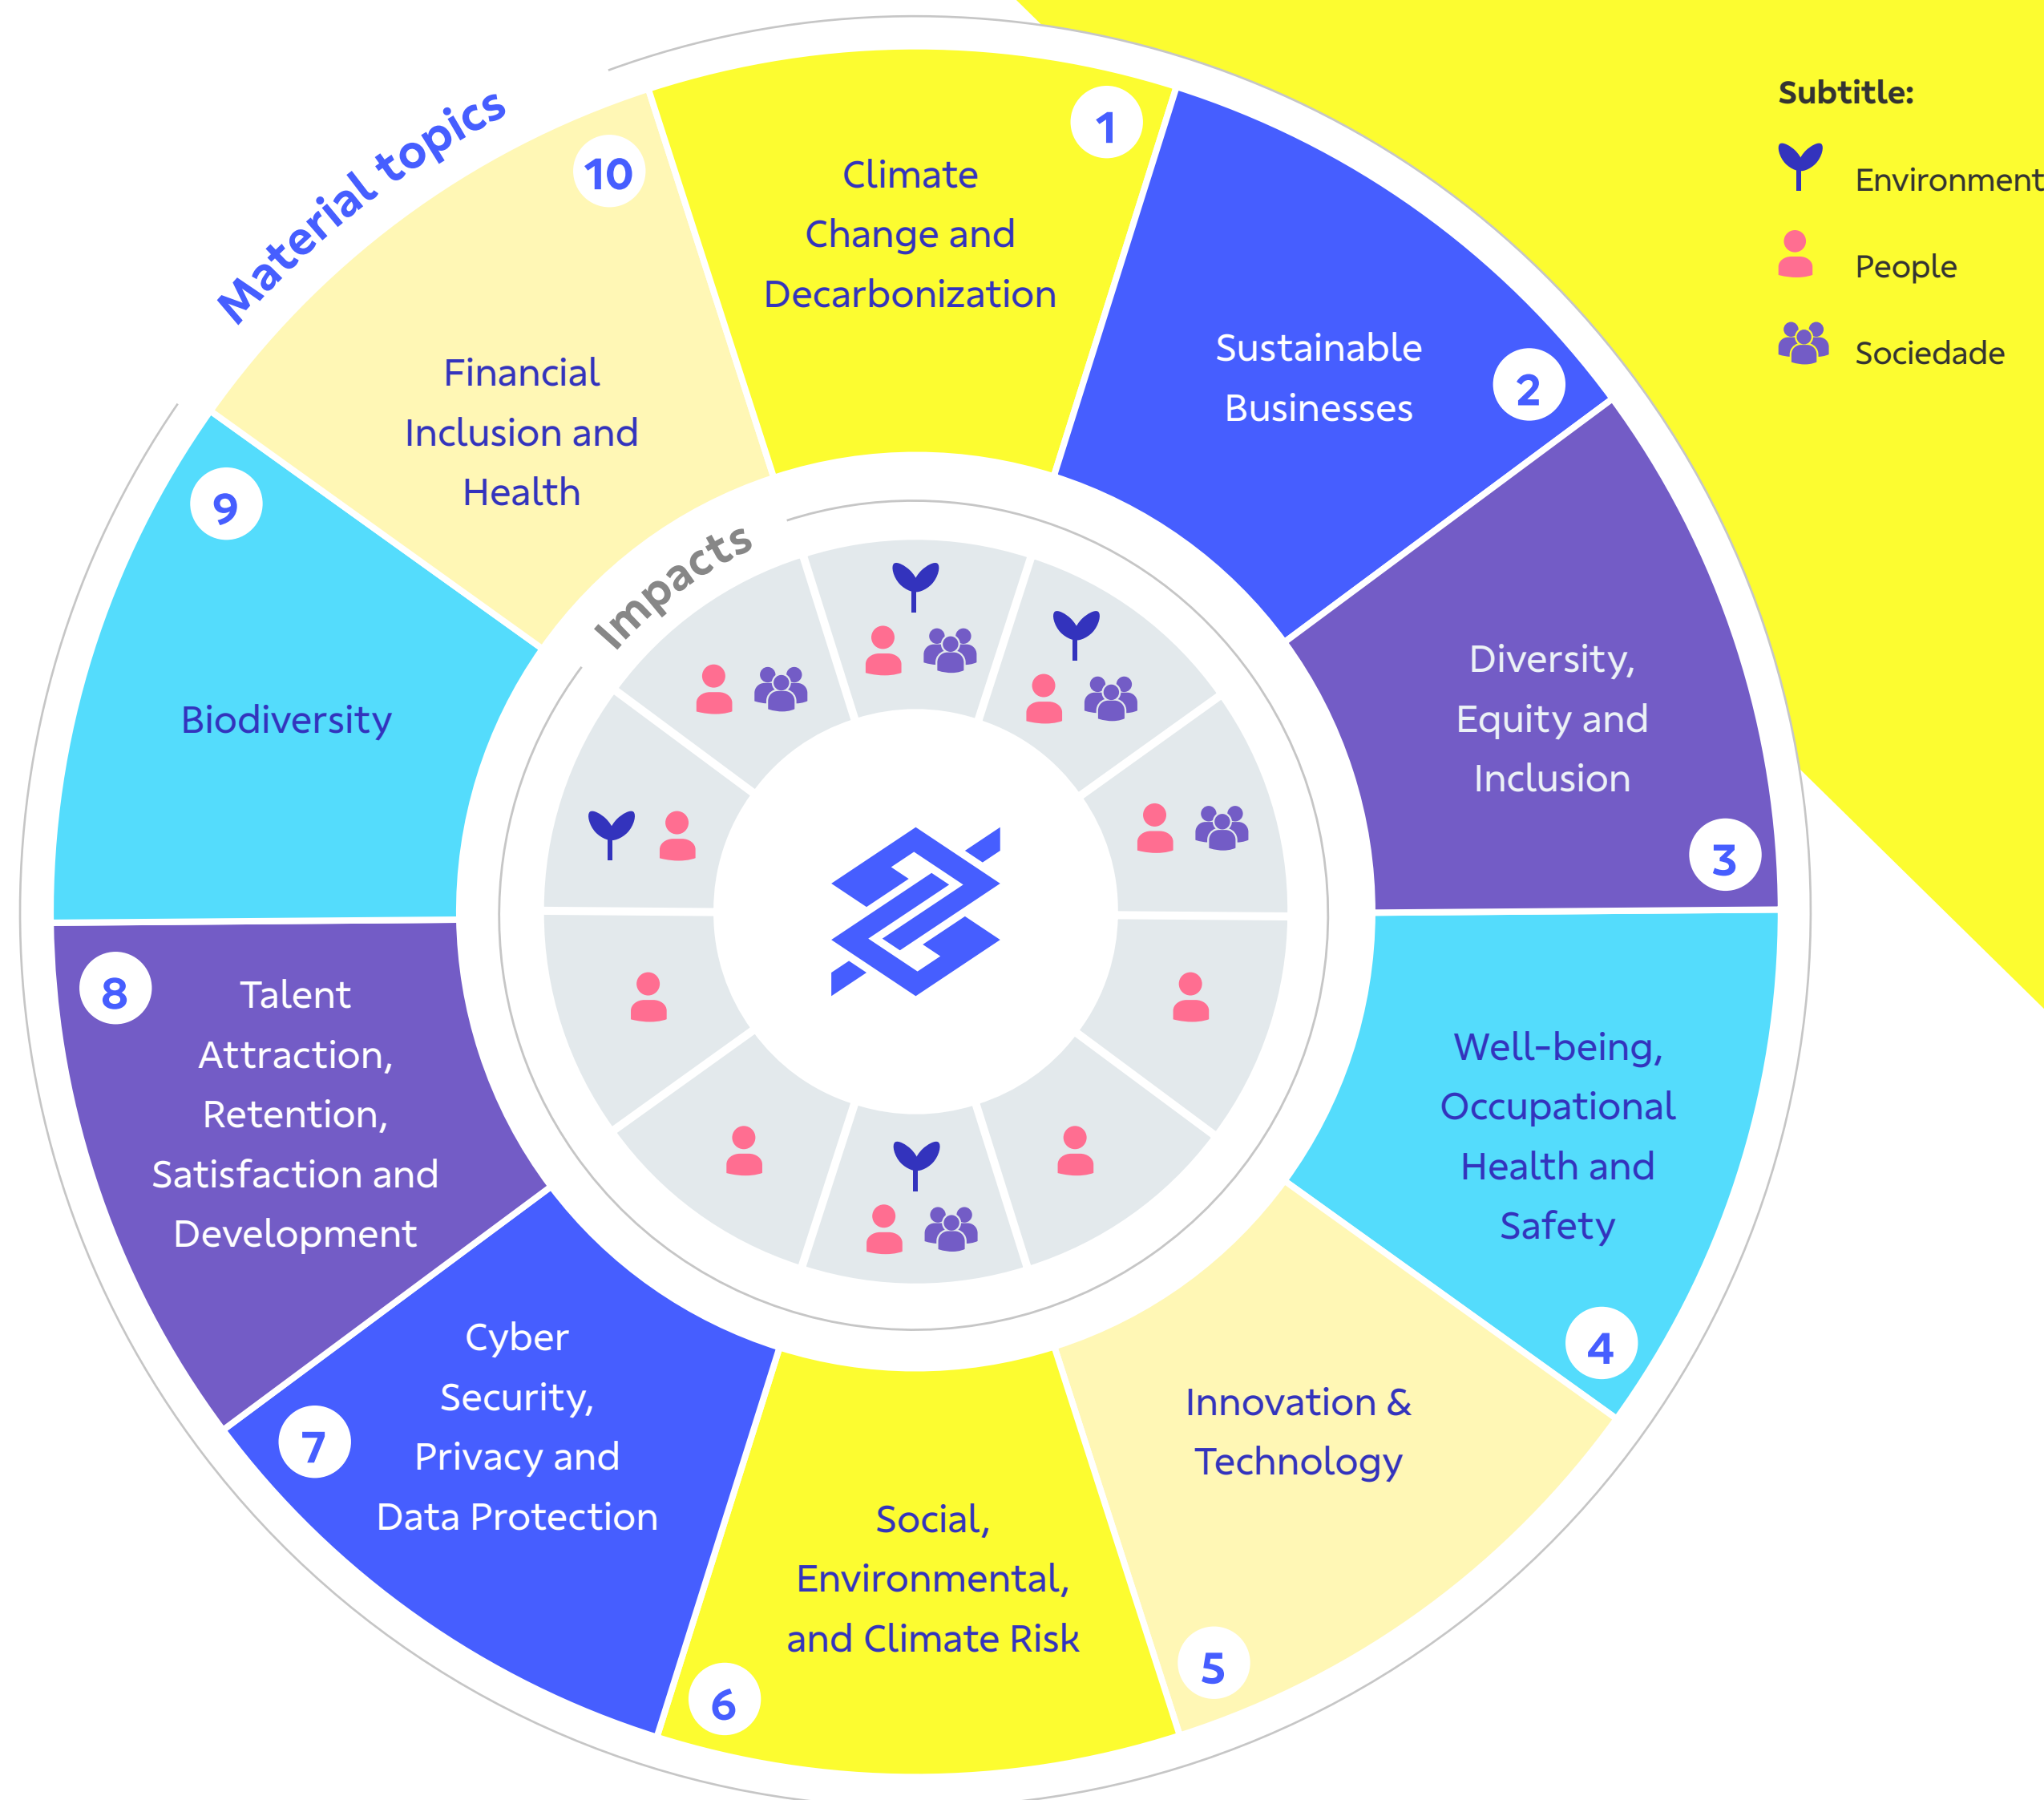 Material topics
1
Climate
Change and
Decarbonization
2
Sustainable
Businesses
3
Diversity,
Equity and
Inclusion
4
Well-being,
Occupational
Health and
Safety
5
Innovation &
Technology
6
Social,
Environmental,
and Climate Risk
7
Cyber
Security,
Privacy and
Data Protection
8
Talent
Attraction,
Retention,
Satisfaction and
Development
9
Biodiversity
10
Financial
Inclusion and
Health
Impacts
Subtitle:
Environment
People
Sociedade